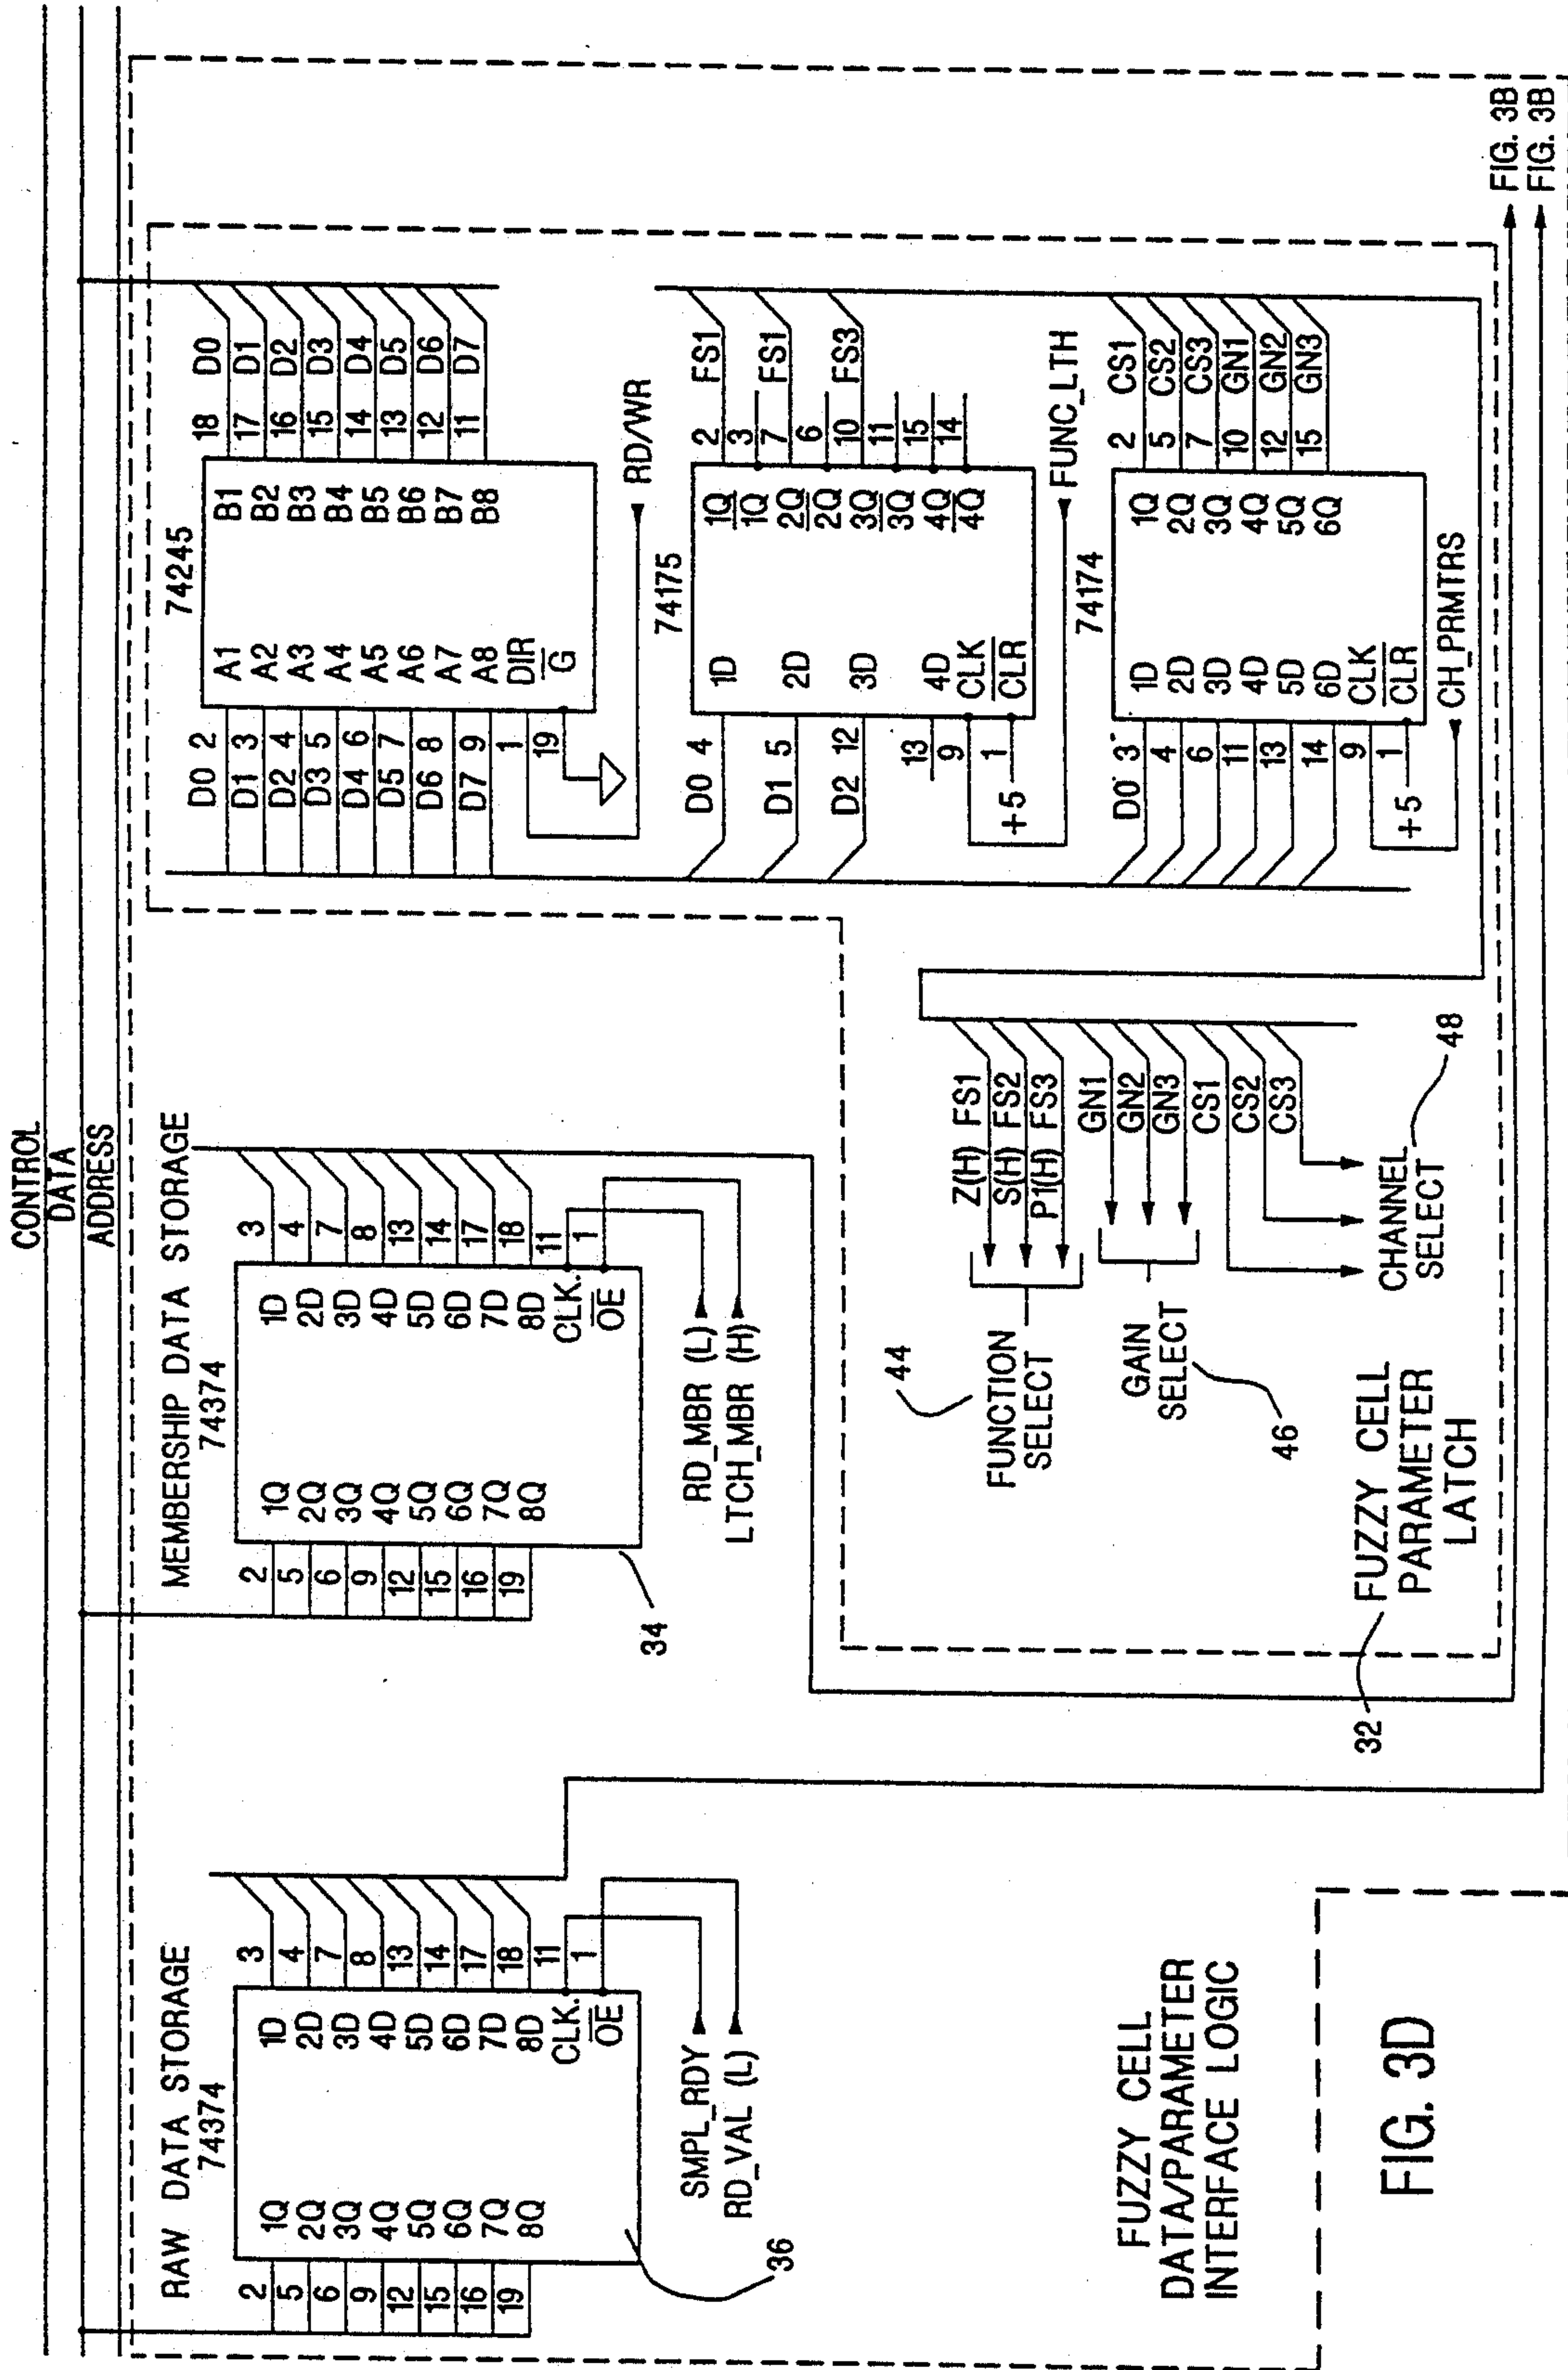 CONTROL
DATA
ADDRESS
RAW DATA STORAGE
74374
2 1Q 1D 3
5 2Q 2D 4
6 3Q 3D 7
9 4Q 4D 8
12 5Q 5D 13
15 6Q 6D 14
16 7Q 7D 17
19 8Q 8D 18
CLK. 11
OE 1
SMPL_RDY
RD_VAL (L)
36
MEMBERSHIP DATA STORAGE
74374
2 1Q 1D 3
5 2Q 2D 4
6 3Q 3D 7
9 4Q 4D 8
12 5Q 5D 13
15 6Q 6D 14
16 7Q 7D 17
19 8Q 8D 18
CLK. 11
OE 1
34
RD_MBR (L)
LTCH_MBR (H)
74245
D0 2 A1 B1 18 D0
D1 3 A2 B2 17 D1
D2 4 A3 B3 16 D2
D3 5 A4 B4 15 D3
D4 6 A5 B5 14 D4
D5 7 A6 B6 13 D5
D6 8 A7 B7 12 D6
D7 9 A8 B8 11 D7
1 DIR
19 G
RD/WR
74175
D0 4 1D 1Q 2 FS1
1Q 3
D1 5 2D 2Q 7 FS1
2Q 6
D2 12 3D 3Q 10 FS3
3Q 11
13 4D 4Q 15
9 CLK 4Q 14
+5 1 CLR
FUNC_LTH
74174
D0 3 1D 1Q 2 CS1
4 2D 2Q 5 CS2
6 3D 3Q 7 CS3
11 4D 4Q 10 GN1
13 5D 5Q 12 GN2
14 6D 6Q 15 GN3
9 CLK
+5 1 CLR
CH_PRMTRS
44
FUNCTION
SELECT
Z(H) FS1
S(H) FS2
P1(H) FS3
GAIN
SELECT
46
GN1
GN2
GN3
CS1
CS2
CS3
CHANNEL
SELECT
48
32
FUZZY CELL
PARAMETER
LATCH
FIG. 3B
FIG. 3B
FUZZY CELL
DATA/PARAMETER
INTERFACE LOGIC
FIG. 3D